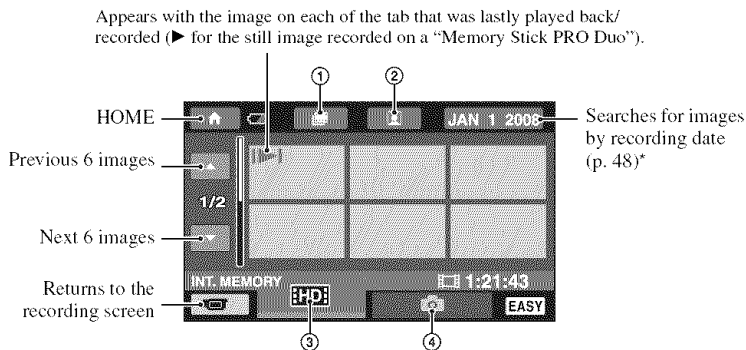 Appears with the image on each of the tab that was lastly played back/
recorded (▶ for the still image recorded on a “Memory Stick PRO Duo”).
① ②
HOME
JAN 1 2008
Searches for images
by recording date
(p. 48)*
Previous 6 images
1/2
Next 6 images
INT. MEMORY
1:21:43
Returns to the
recording screen
HD
EASY
③ ④